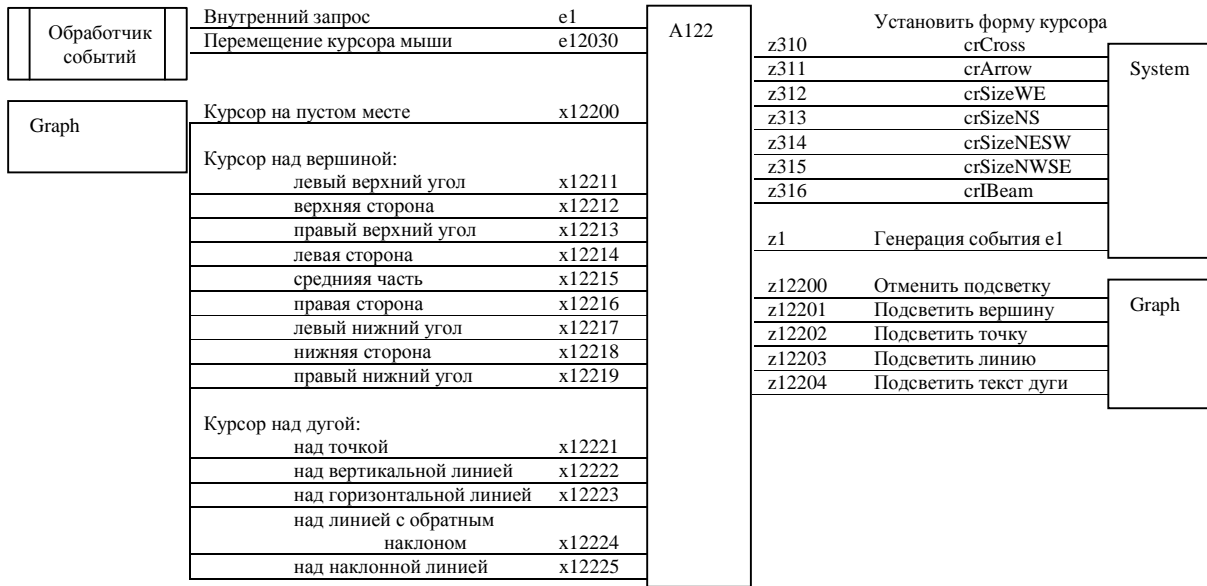 Обработчик
событий
Внутренний запрос e1
Перемещение курсора мыши e12030
Graph
Курсор на пустом месте x12200
Курсор над вершиной:
левый верхний угол x12211
верхняя сторона x12212
правый верхний угол x12213
левая сторона x12214
среднияя часть x12215
правая сторона x12216
левый нижний угол x12217
нижняя сторона x12218
правый нижний угол x12219
Курсор над дугой:
над точкой x12221
над вертикальной линией x12222
над горизонтальной линией x12223
над линией с обратным
наклоном x12224
над наклонной линией x12225
A122
Установить форму курсора
z310 crCross
z311 crArrow
z312 crSizeWE
z313 crSizeNS
z314 crSizeNESW
z315 crSizeNWSE
z316 crIBeam
z1 Генерация события e1
System
z12200 Отменить подсветку
z12201 Подсветить вершину
z12202 Подсветить точку
z12203 Подсветить линию
z12204 Подсветить текст дуги
Graph